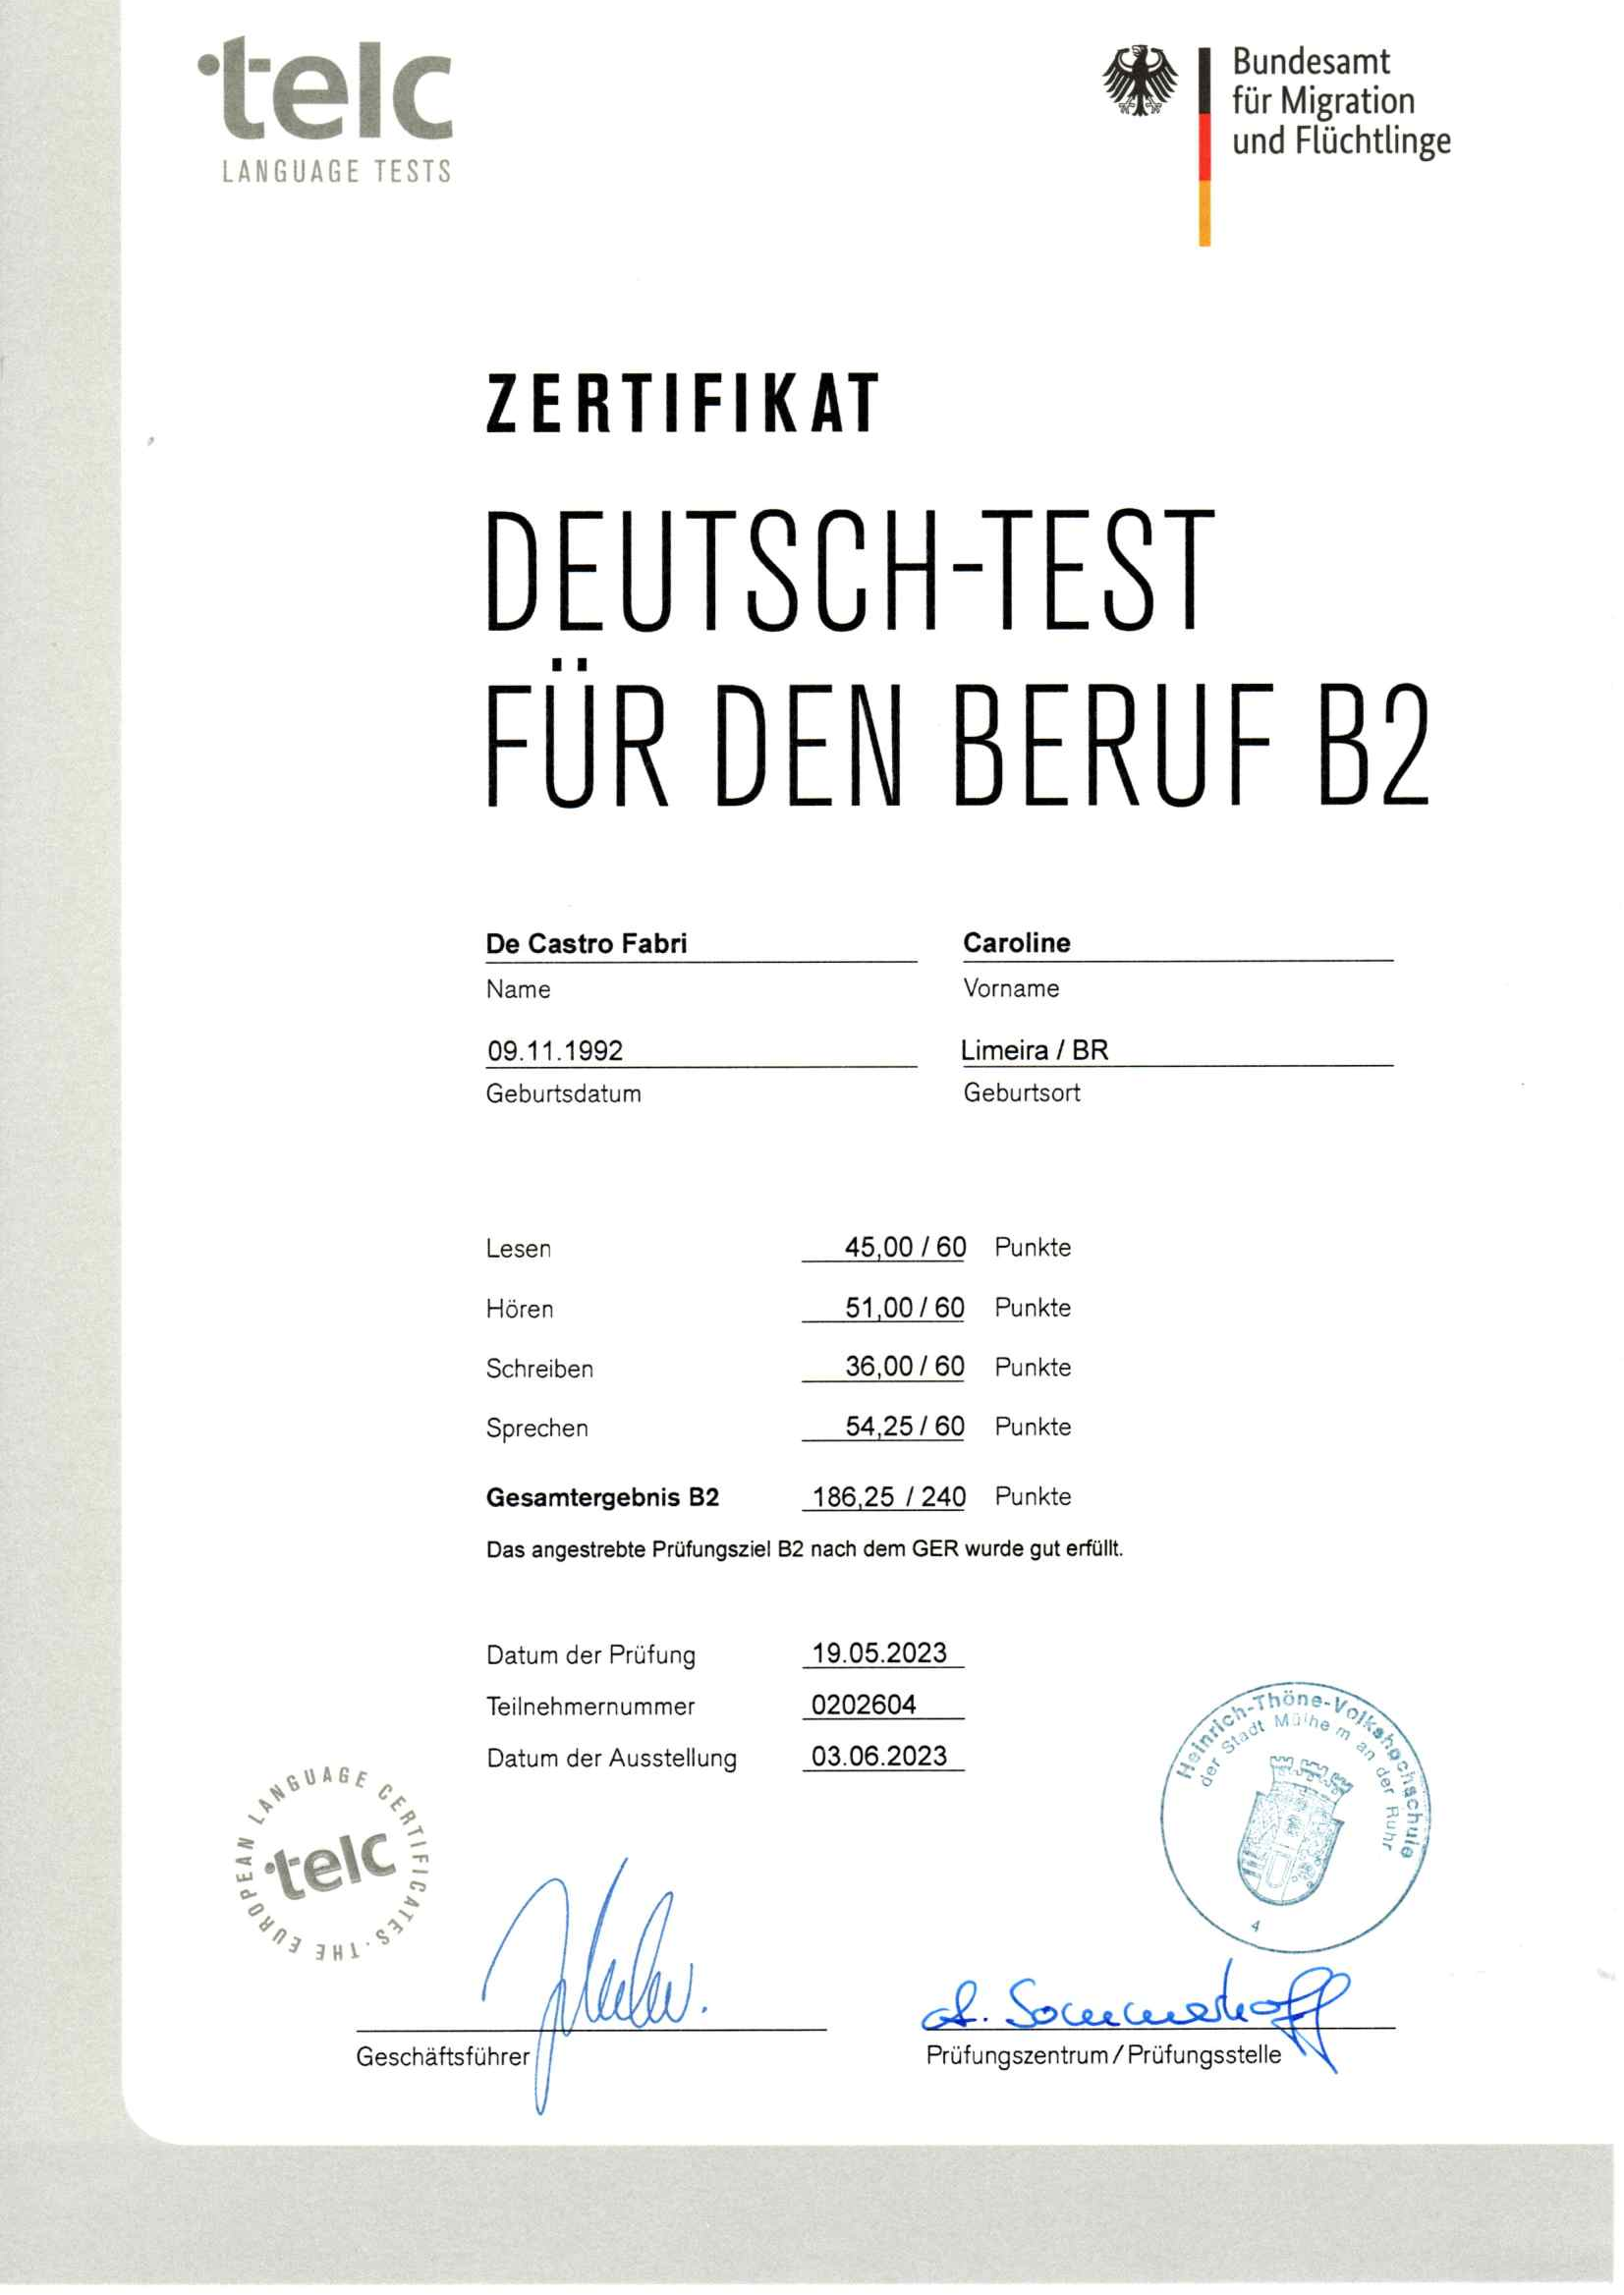 telc
LANGUAGE TESTS
Bundesamt
für Migration
und Flüchtlinge
ZERTIFIKAT
DEUTSCH-TEST
FÜR DEN BERUF B2
De Castro Fabri Caroline
Name Vorname
09.11.1992 Limeira / BR
Geburtsdatum Geburtsort
Lesen 45,00 / 60 Punkte
Hören 51,00 / 60 Punkte
Schreiben 36,00 / 60 Punkte
Sprechen 54,25 / 60 Punkte
Gesamtergebnis B2 186,25 / 240 Punkte
Das angestrebte Prüfungsziel B2 nach dem GER wurde gut erfüllt.
Datum der Prüfung 19.05.2023
Teilnehmernummer 0202604
Datum der Ausstellung 03.06.2023
Heinrich-Thöne-Volkshochschule
der Stadt Mülheim an der Ruhr
4
THE EUROPEAN LANGUAGE CERTIFICATES
telc
A. Sommerhoff
Geschäftsführer Prüfungszentrum / Prüfungsstelle